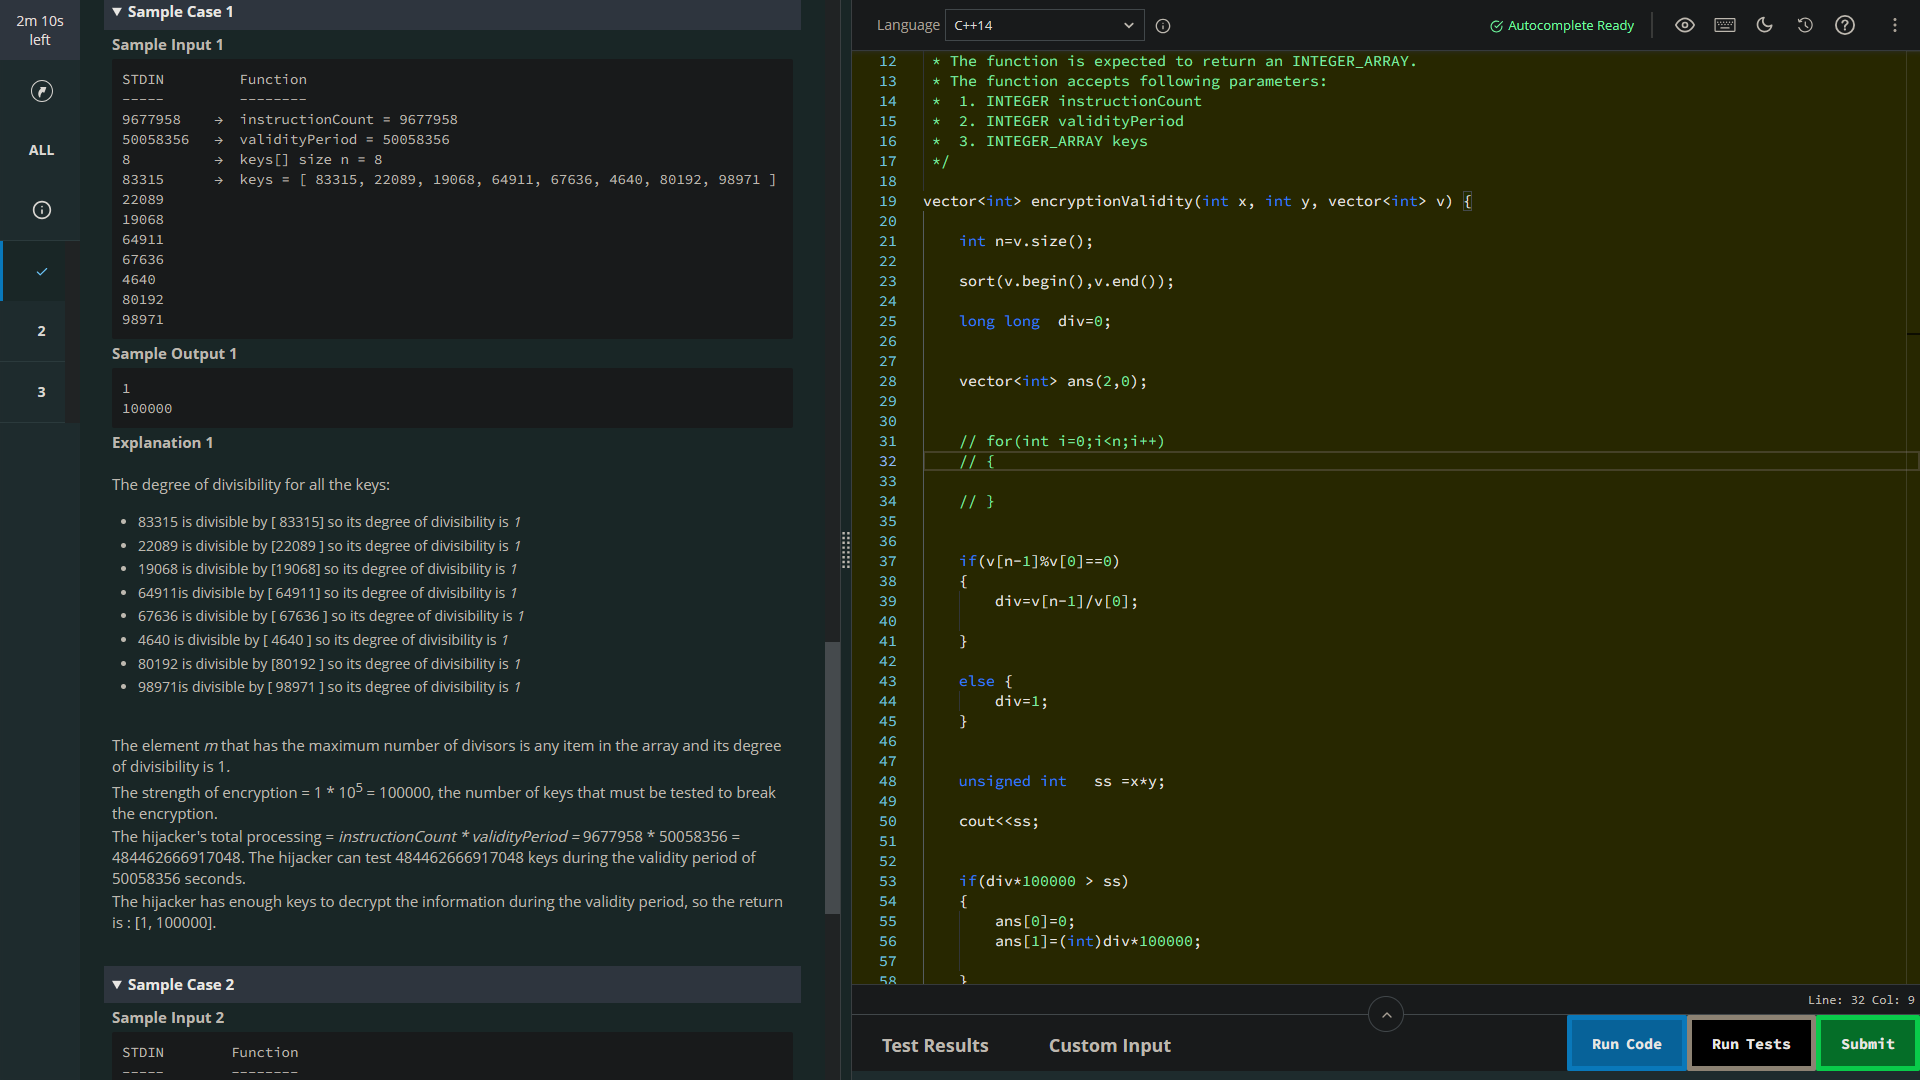 2m 10s
left
ALL
2
3
▼ Sample Case 1
Sample Input 1
STDIN Function
----- --------
9677958 → instructionCount = 9677958
50058356 → validityPeriod = 50058356
8 → keys[] size n = 8
83315 → keys = [ 83315, 22089, 19068, 64911, 67636, 4640, 80192, 98971 ]
22089
19068
64911
67636
4640
80192
98971
Sample Output 1
1
100000
Explanation 1
The degree of divisibility for all the keys:
• 83315 is divisible by [ 83315] so its degree of divisibility is 1
• 22089 is divisible by [22089 ] so its degree of divisibility is 1
• 19068 is divisible by [19068] so its degree of divisibility is 1
• 64911is divisible by [ 64911] so its degree of divisibility is 1
• 67636 is divisible by [ 67636 ] so its degree of divisibility is 1
• 4640 is divisible by [ 4640 ] so its degree of divisibility is 1
• 80192 is divisible by [80192 ] so its degree of divisibility is 1
• 98971is divisible by [ 98971 ] so its degree of divisibility is 1
The element m that has the maximum number of divisors is any item in the array and its degree
of divisibility is 1.
The strength of encryption = 1 * 10⁵ = 100000, the number of keys that must be tested to break
the encryption.
The hijacker's total processing = instructionCount * validityPeriod = 9677958 * 50058356 =
484462666917048. The hijacker can test 484462666917048 keys during the validity period of
50058356 seconds.
The hijacker has enough keys to decrypt the information during the validity period, so the return
is : [1, 100000].
▼ Sample Case 2
Sample Input 2
STDIN Function
----- --------
Language C++14 Autocomplete Ready
12 * The function is expected to return an INTEGER_ARRAY.
13 * The function accepts following parameters:
14 * 1. INTEGER instructionCount
15 * 2. INTEGER validityPeriod
16 * 3. INTEGER_ARRAY keys
17 */
18
19 vector<int> encryptionValidity(int x, int y, vector<int> v) {
20
21 int n=v.size();
22
23 sort(v.begin(),v.end());
24
25 long long div=0;
26
27
28 vector<int> ans(2,0);
29
30
31 // for(int i=0;i<n;i++)
32 // {
33
34 // }
35
36
37 if(v[n-1]%v[0]==0)
38 {
39 div=v[n-1]/v[0];
40
41 }
42
43 else {
44 div=1;
45 }
46
47
48 unsigned int ss =x*y;
49
50 cout<<ss;
51
52
53 if(div*100000 > ss)
54 {
55 ans[0]=0;
56 ans[1]=(int)div*100000;
57
58 }
Line: 32 Col: 9
Test Results Custom Input Run Code Run Tests Submit